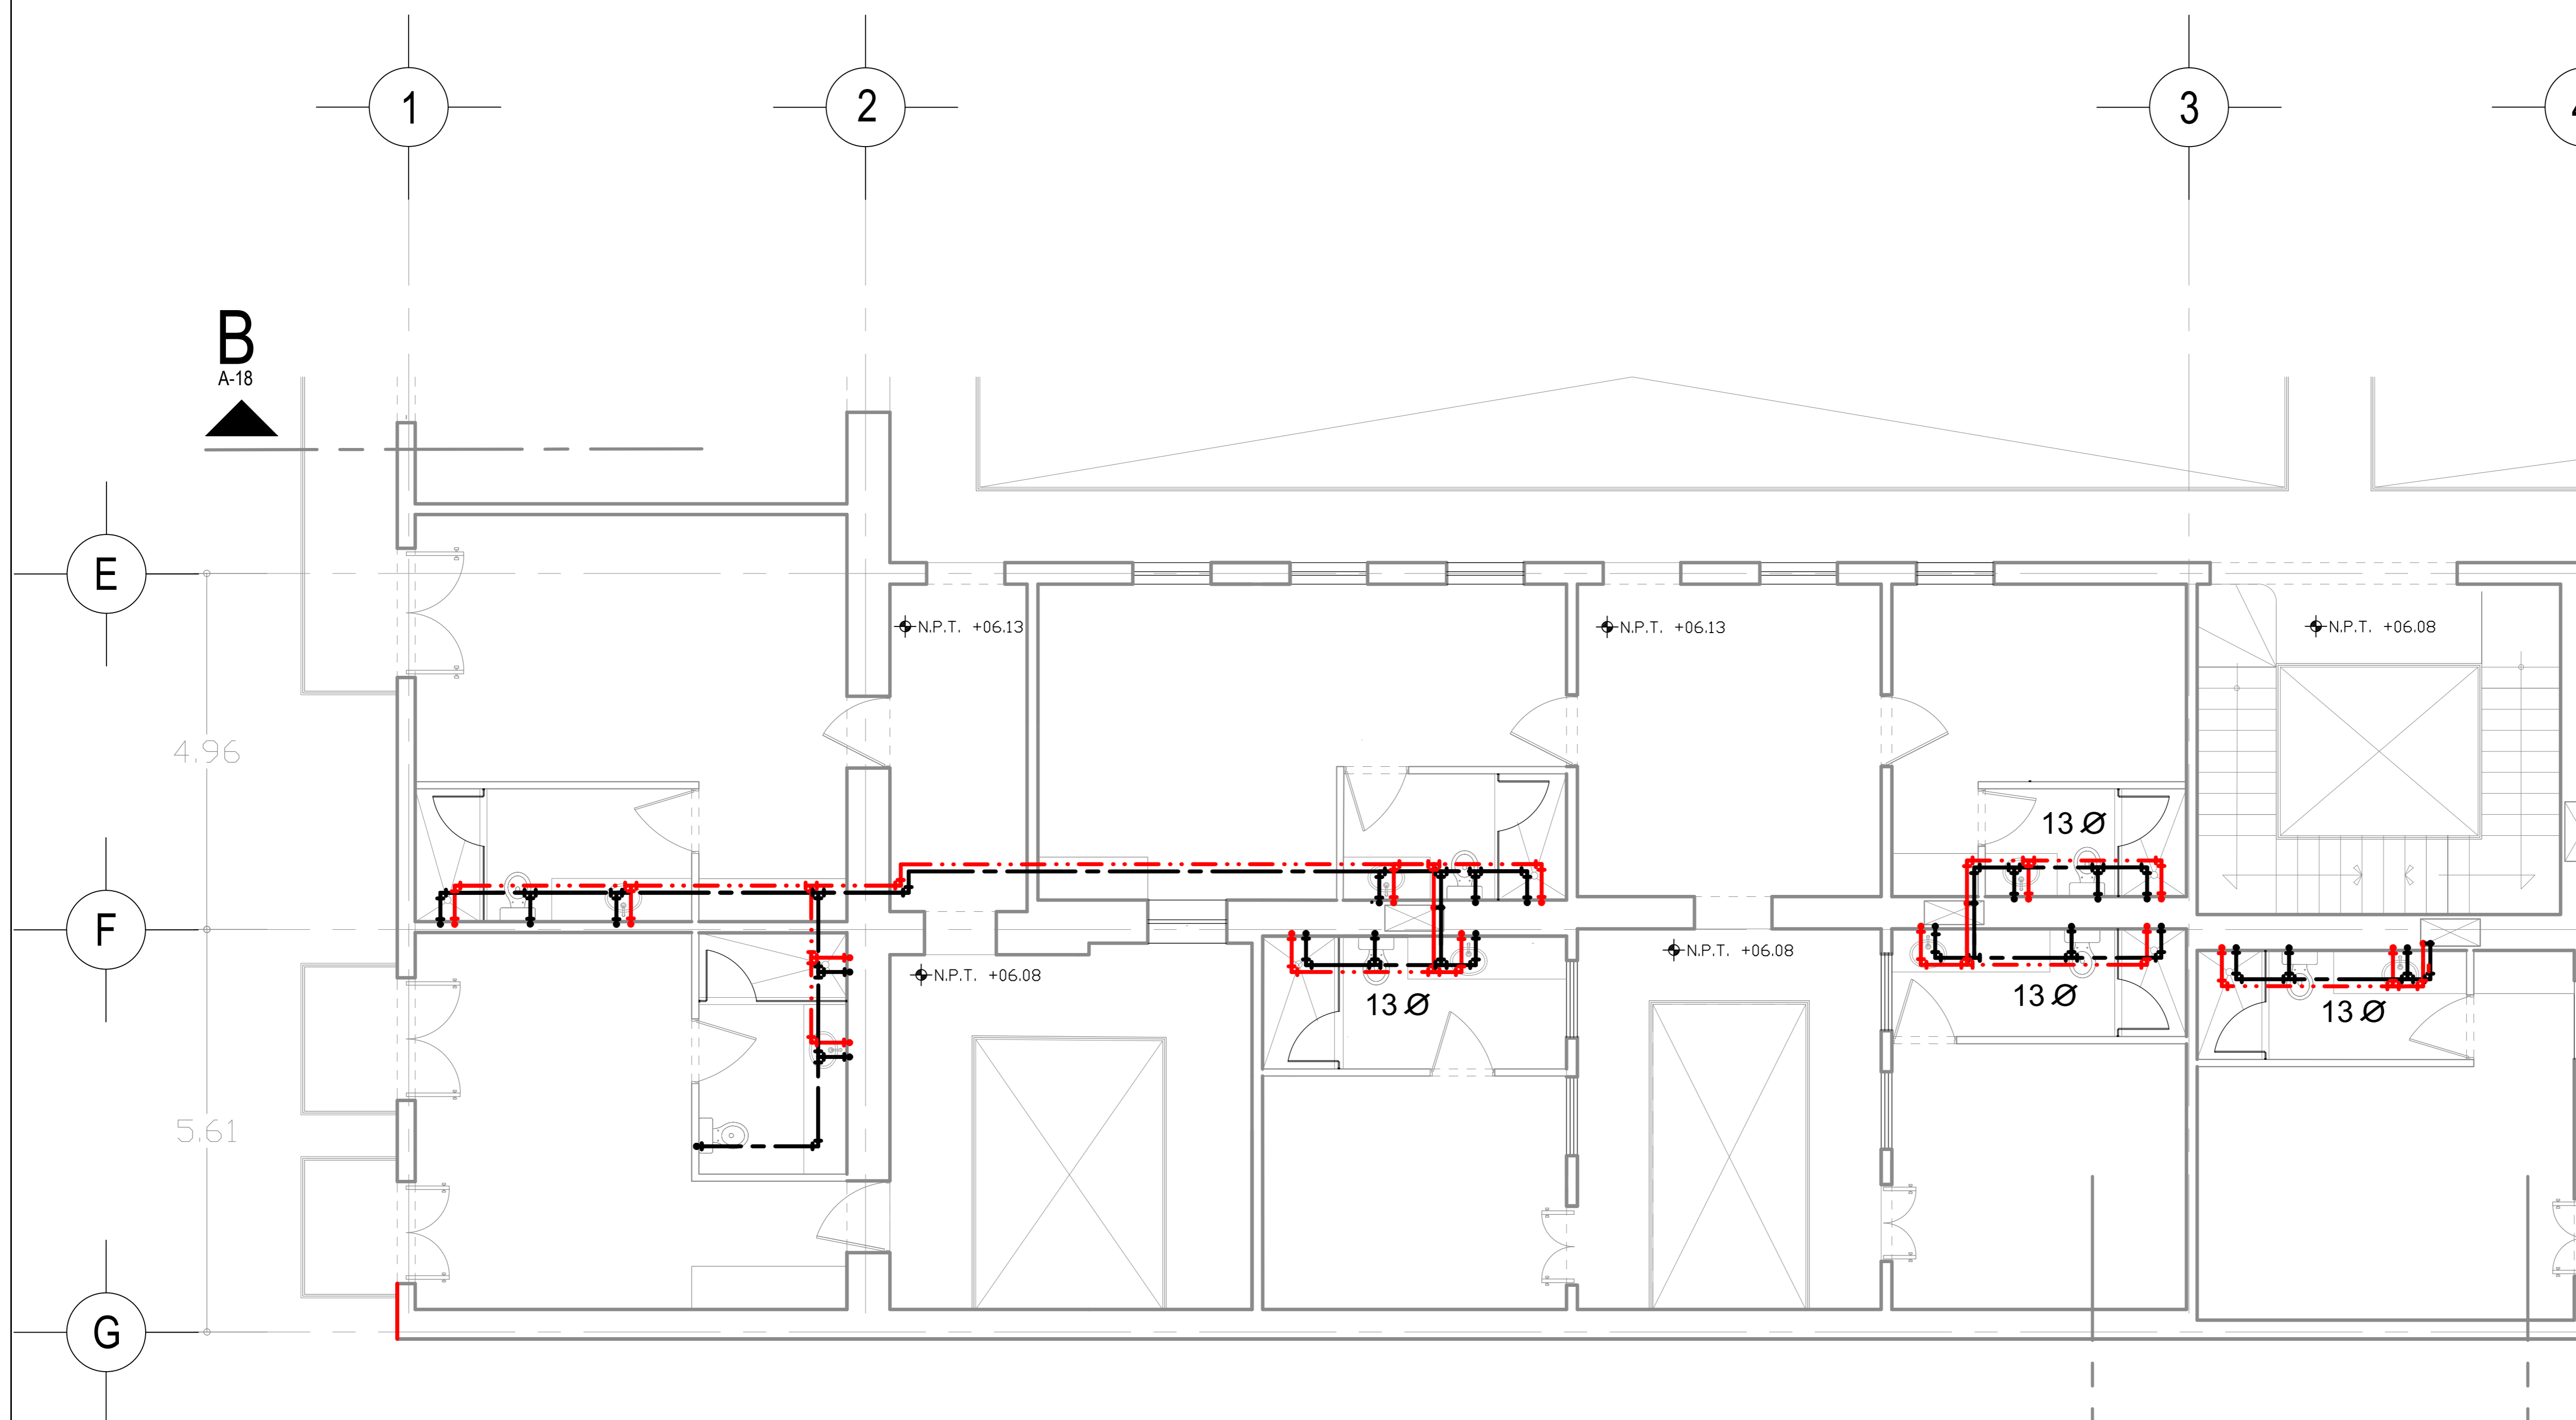 1
2
3
B
A-18
E
N.P.T. +06.13
N.P.T. +06.13
N.P.T. +06.08
4.96
13 Ø
F
N.P.T. +06.08
N.P.T. +06.08
13 Ø
13 Ø
13 Ø
5.61
G